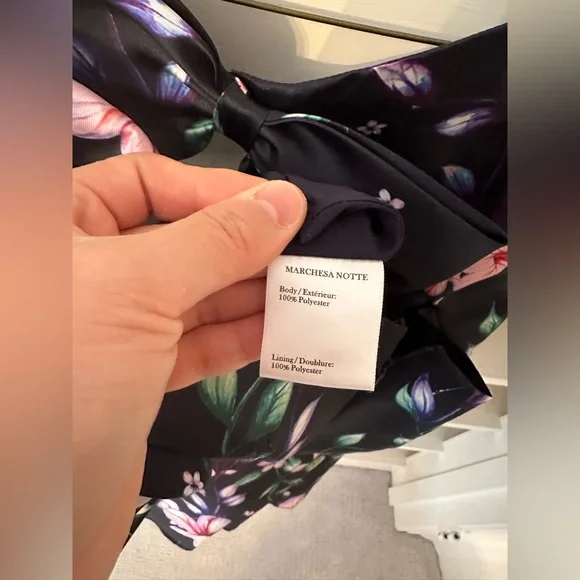 MARCHESA NOTTE
Body/Extérieur:
100% Polyester
Lining/Doublure:
100% Polyester